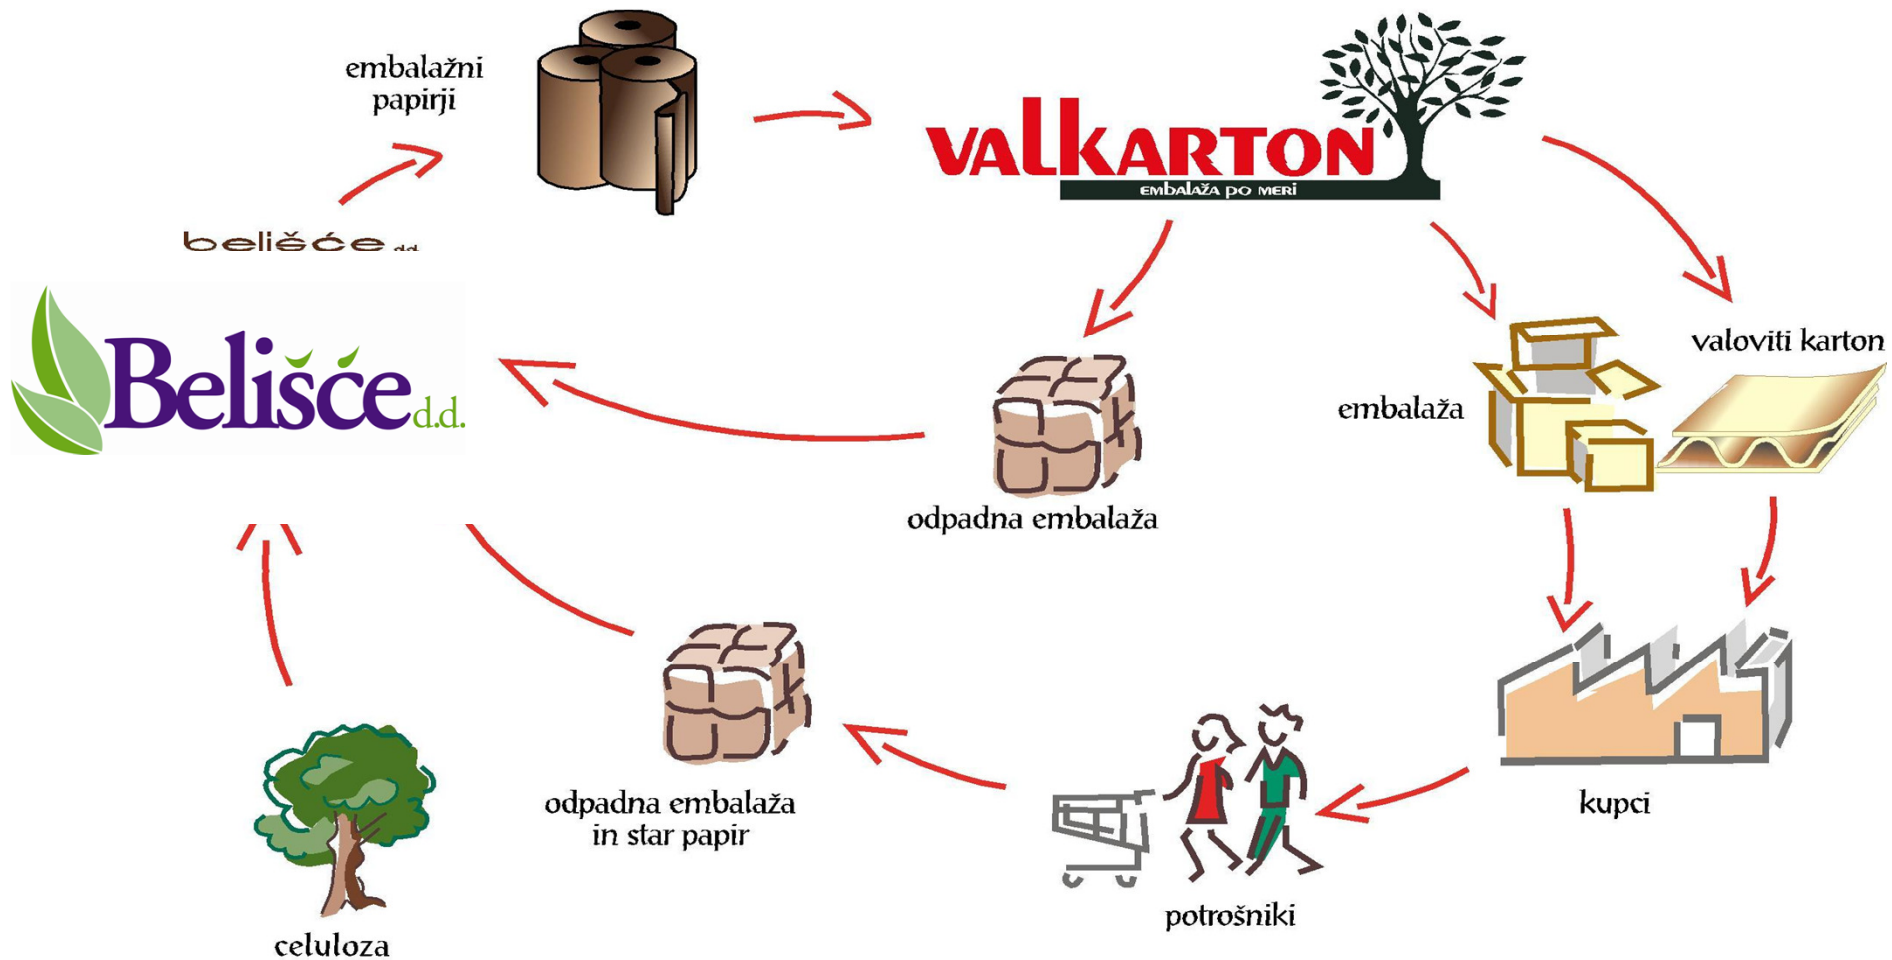 embalažni
papirji
VALKARTON
EMBALAŽA PO MERI
belišće d.d.
Belišće d.d.
valoviti karton
embalaža
odpadna embalaža
odpadna embalaža
in star papir
kupci
potrošniki
celuloza